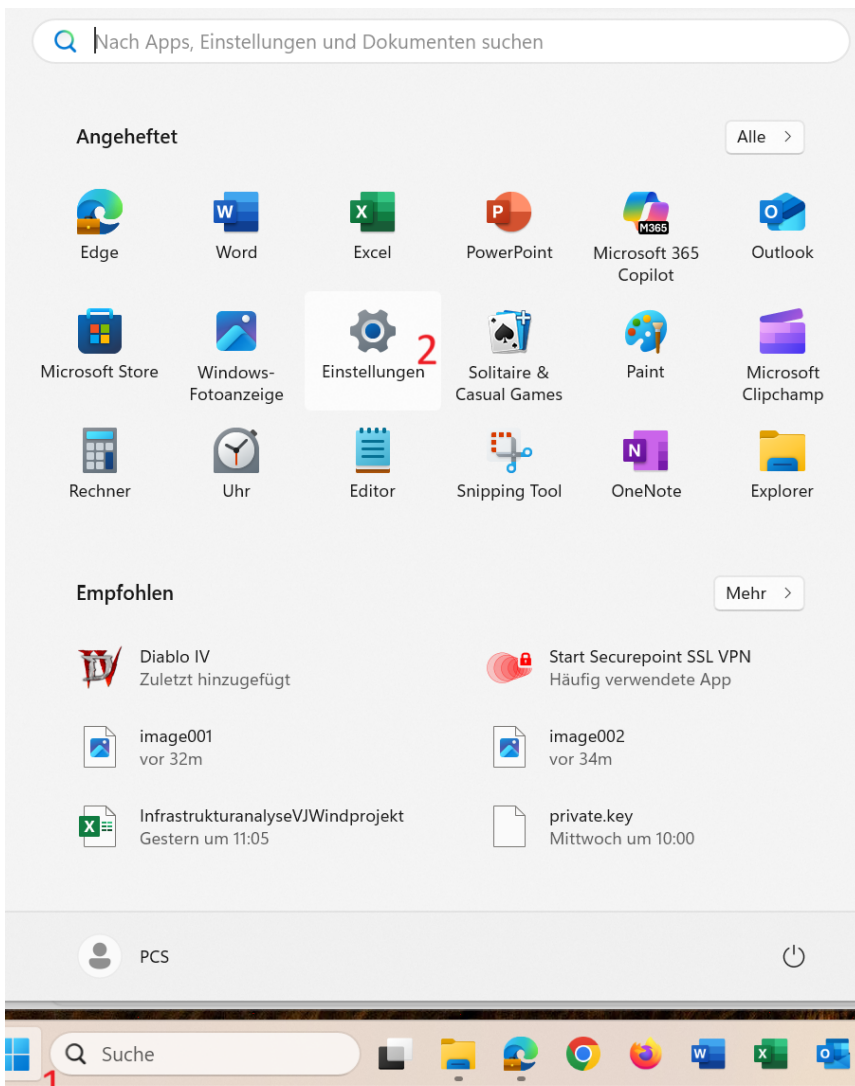 Nach Apps, Einstellungen und Dokumenten suchen
Angeheftet
Alle
Edge
Word
Excel
PowerPoint
M365
Microsoft 365
Copilot
Outlook
Microsoft Store
Windows-
Fotoanzeige
Einstellungen
2
Solitaire &
Casual Games
Paint
Microsoft
Clipchamp
Rechner
Uhr
Editor
Snipping Tool
OneNote
Explorer
Empfohlen
Mehr
Diablo IV
Zuletzt hinzugefügt
Start Securepoint SSL VPN
Häufig verwendete App
image001
vor 32m
image002
vor 34m
InfrastrukturanalyseVJWindprojekt
Gestern um 11:05
private.key
Mittwoch um 10:00
PCS
1
Suche